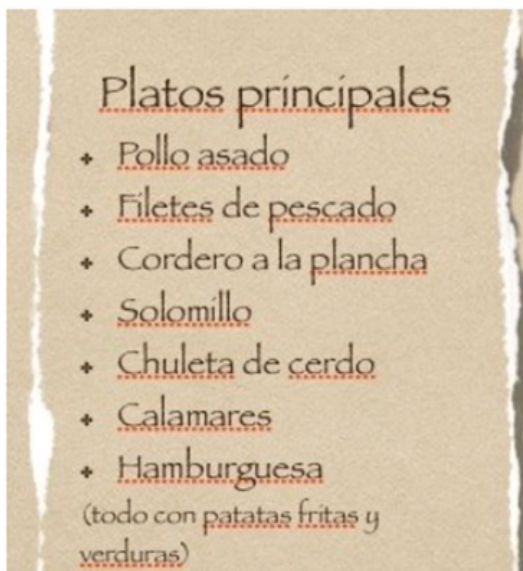 Platos principales
Pollo asado
Filetes de pescado
Cordero a la plancha
Solomillo
Chuleta de cerdo
Calamares
Hamburguesa
(todo con patatas fritas y
verduras)